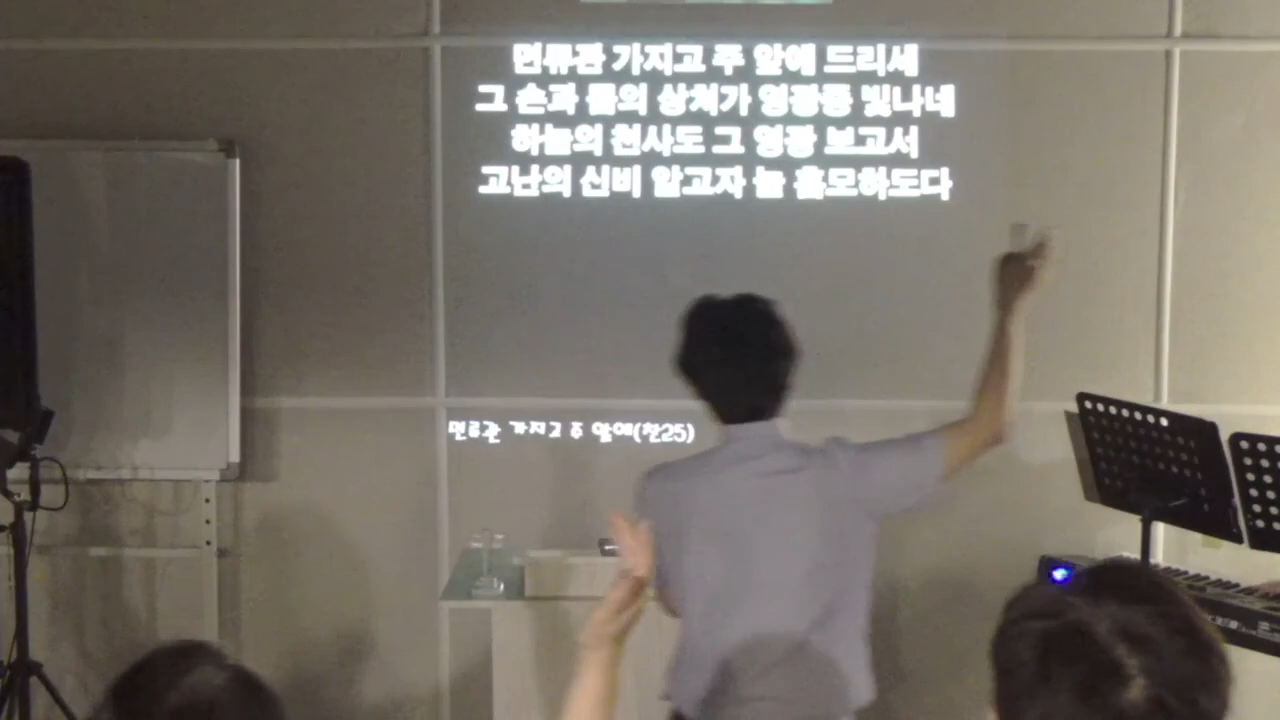 면류관 가지고 주 앞에 드리세
그 손과 몸의 상처가 영광중 빛나네
하늘의 천사도 그 영광 보고서
고난의 신비 알고자 늘 흠모하도다
면류관 가지고 주 앞에(찬25)